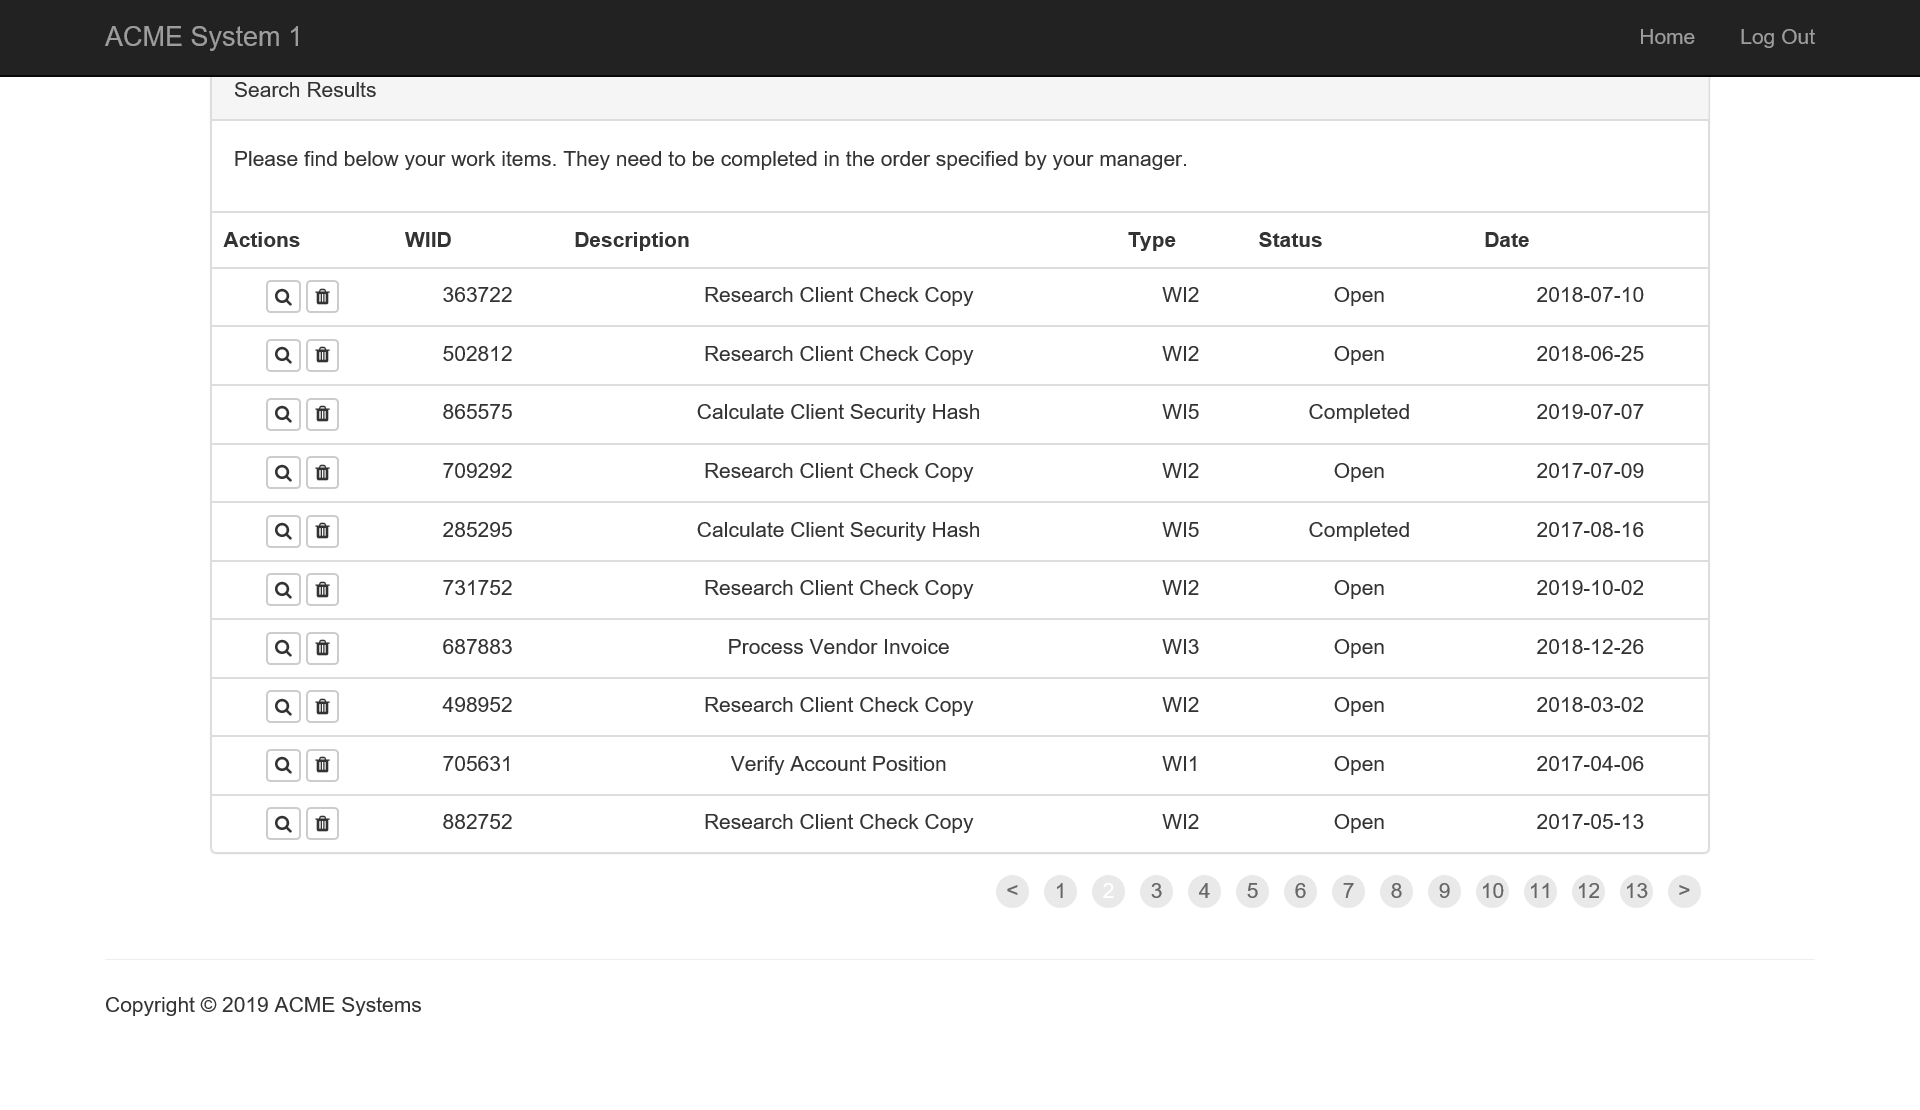 ACME System 1 Home Log Out
Search Results
Please find below your work items. They need to be completed in the order specified by your manager.
Actions WIID Description Type Status Date
363722 Research Client Check Copy WI2 Open 2018-07-10
502812 Research Client Check Copy WI2 Open 2018-06-25
865575 Calculate Client Security Hash WI5 Completed 2019-07-07
709292 Research Client Check Copy WI2 Open 2017-07-09
285295 Calculate Client Security Hash WI5 Completed 2017-08-16
731752 Research Client Check Copy WI2 Open 2019-10-02
687883 Process Vendor Invoice WI3 Open 2018-12-26
498952 Research Client Check Copy WI2 Open 2018-03-02
705631 Verify Account Position WI1 Open 2017-04-06
882752 Research Client Check Copy WI2 Open 2017-05-13
< 1 2 3 4 5 6 7 8 9 10 11 12 13 >
Copyright © 2019 ACME Systems